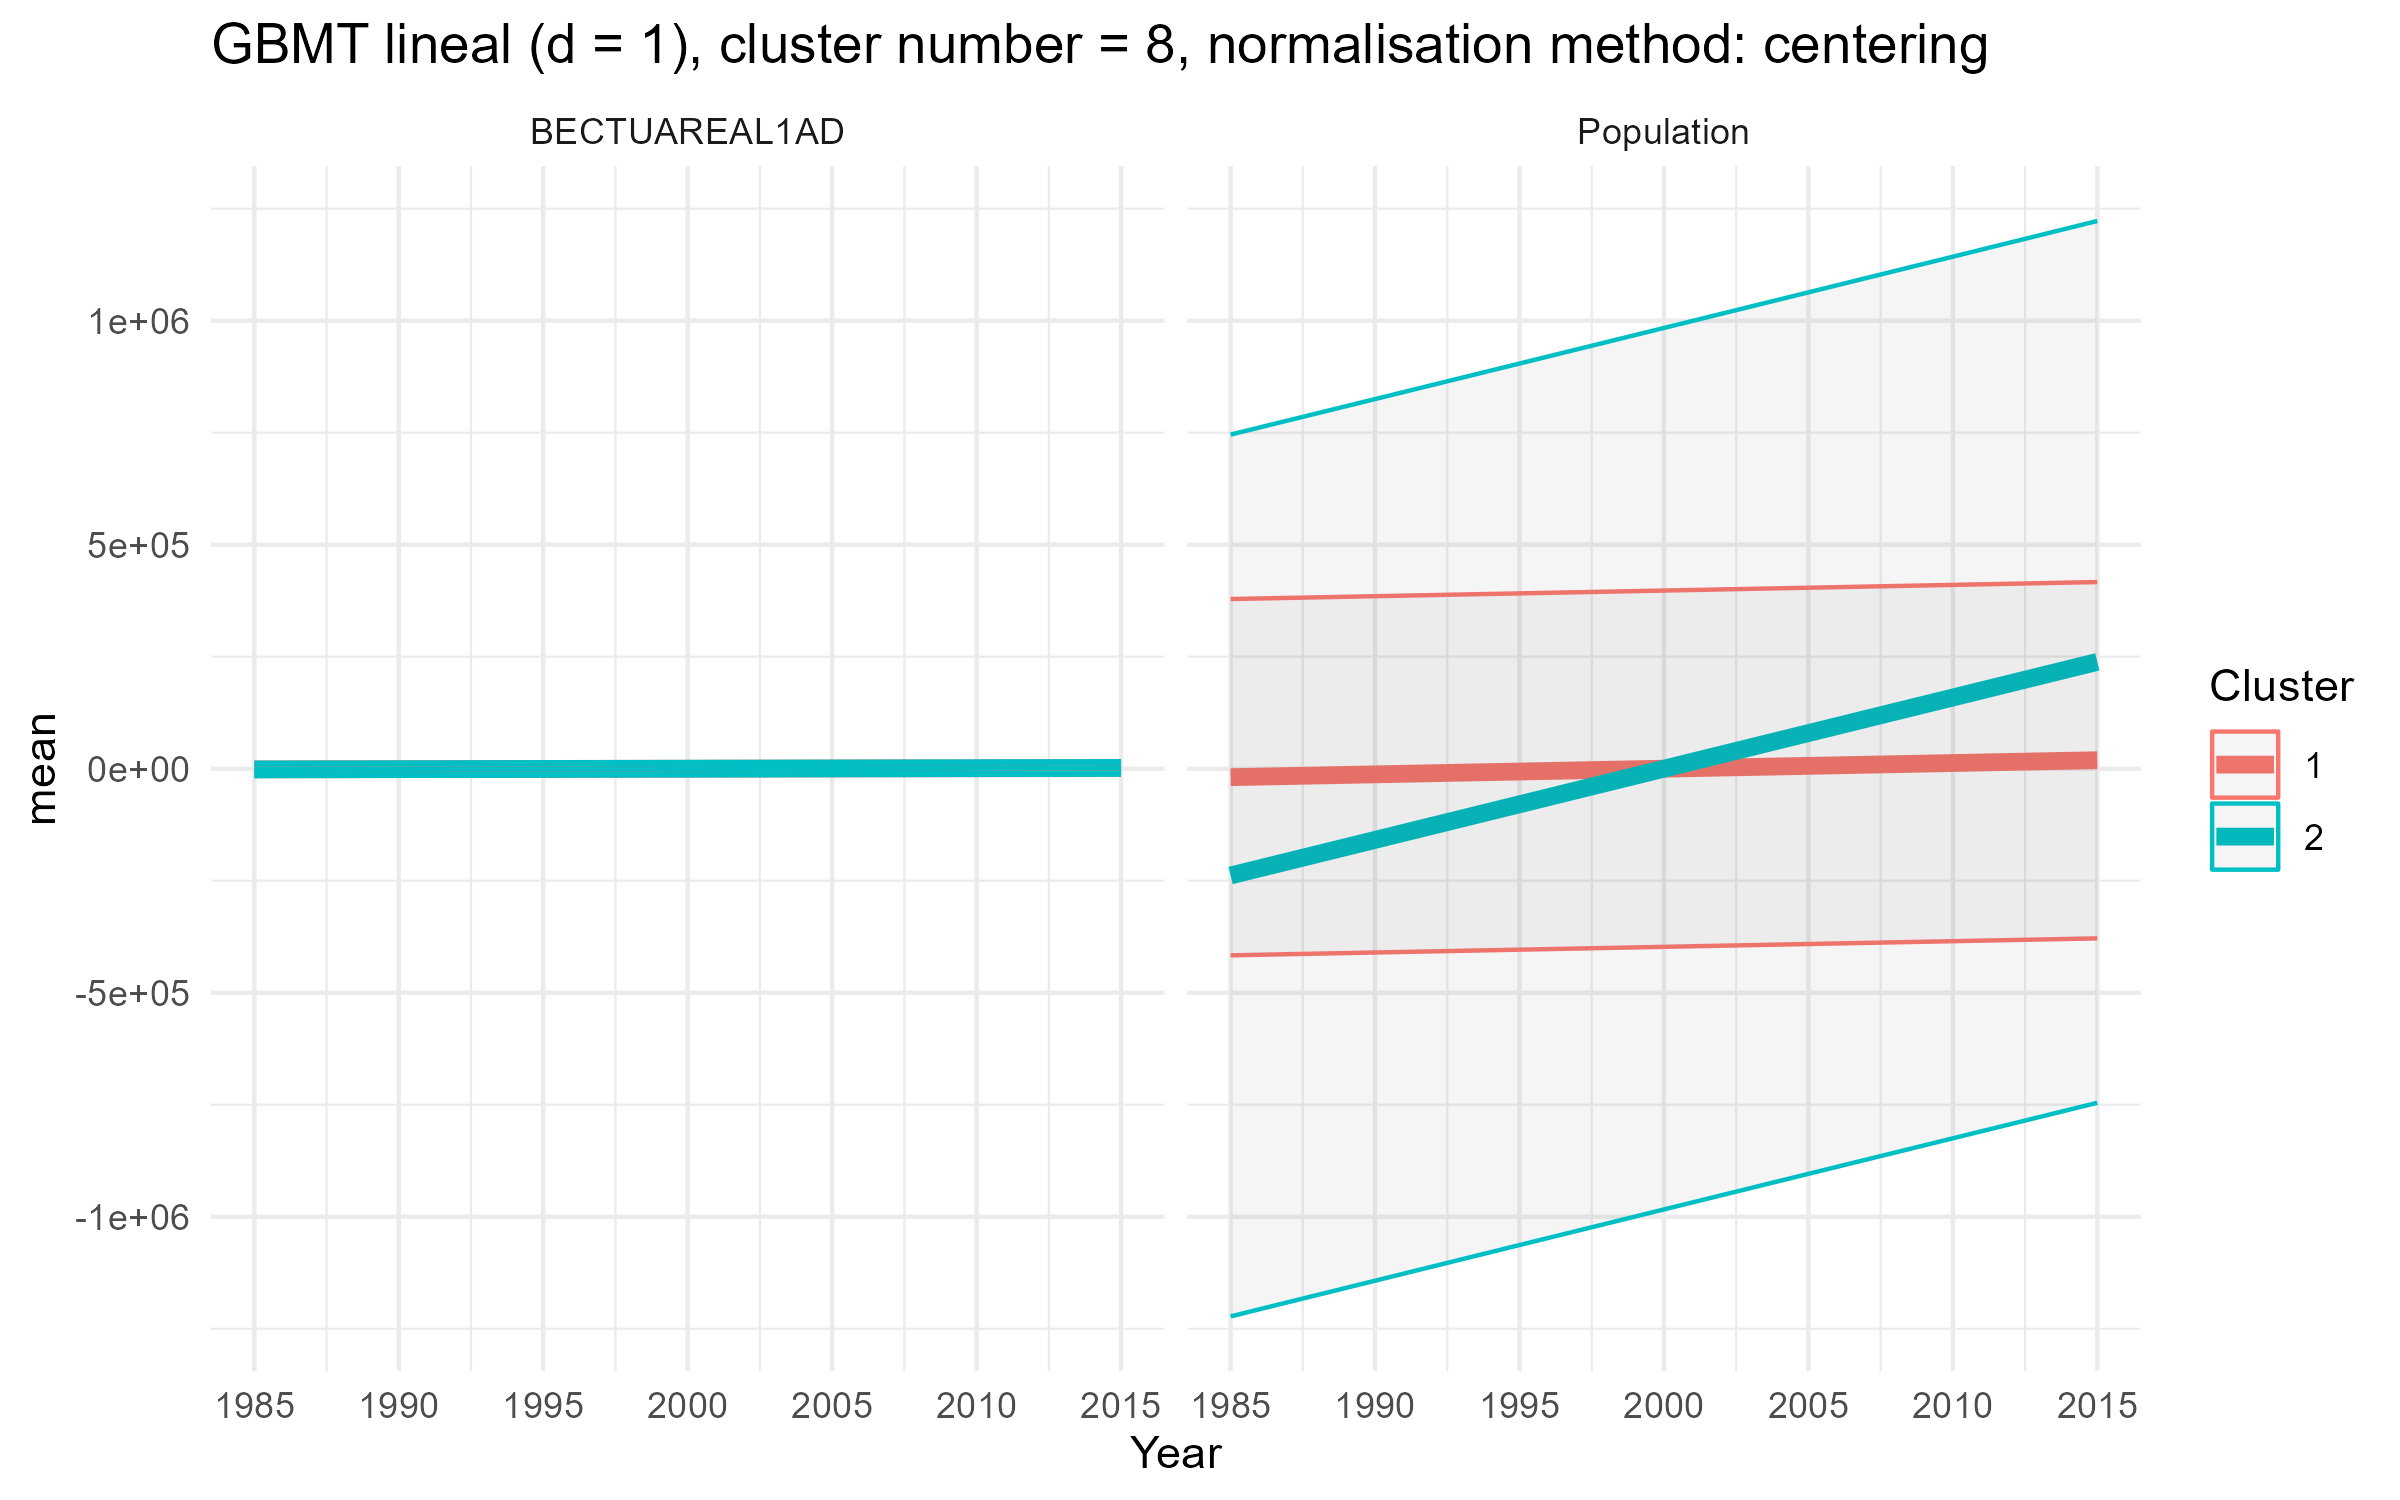 GBMT lineal (d = 1), cluster number = 8, normalisation method: centering
BECTUAREAL1AD
Population
1e+06
5e+05
0e+00
-5e+05
-1e+06
mean
1985 1990 1995 2000 2005 2010 2015
1985 1990 1995 2000 2005 2010 2015
Year
Cluster
1
2